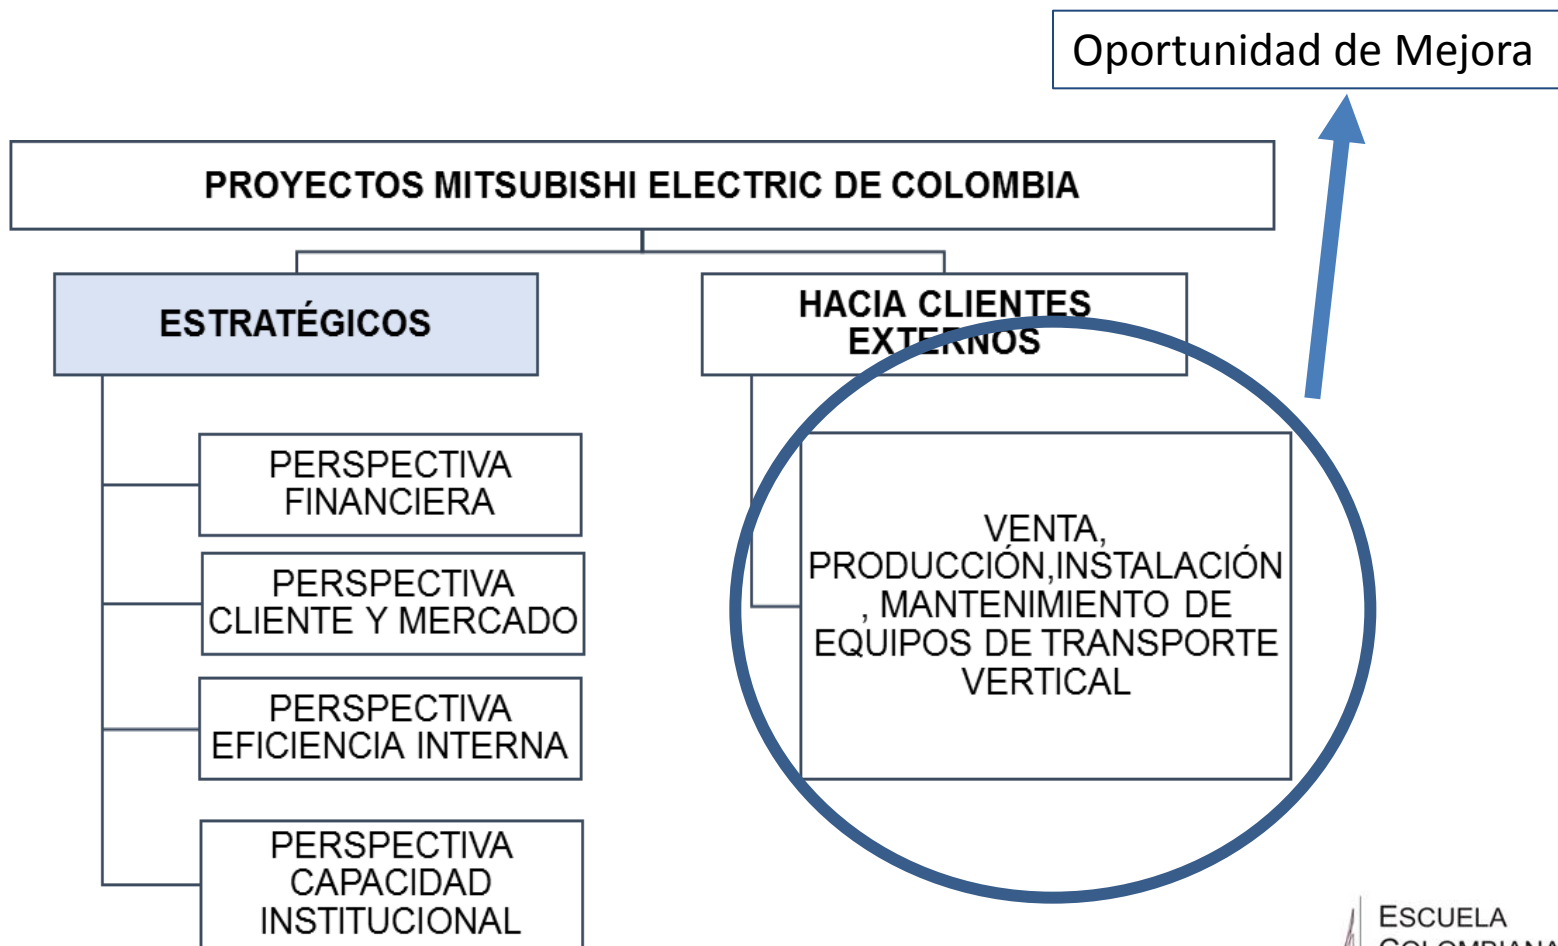 Oportunidad de Mejora
PROYECTOS MITSUBISHI ELECTRIC DE COLOMBIA
ESTRATÉGICOS
HACIA CLIENTES
EXTERNOS
PERSPECTIVA
FINANCIERA
PERSPECTIVA
CLIENTE Y MERCADO
PERSPECTIVA
EFICIENCIA INTERNA
PERSPECTIVA
CAPACIDAD
INSTITUCIONAL
VENTA,
PRODUCCIÓN,INSTALACIÓN
, MANTENIMIENTO DE
EQUIPOS DE TRANSPORTE
VERTICAL
ESCUELA
COLOMBIANA